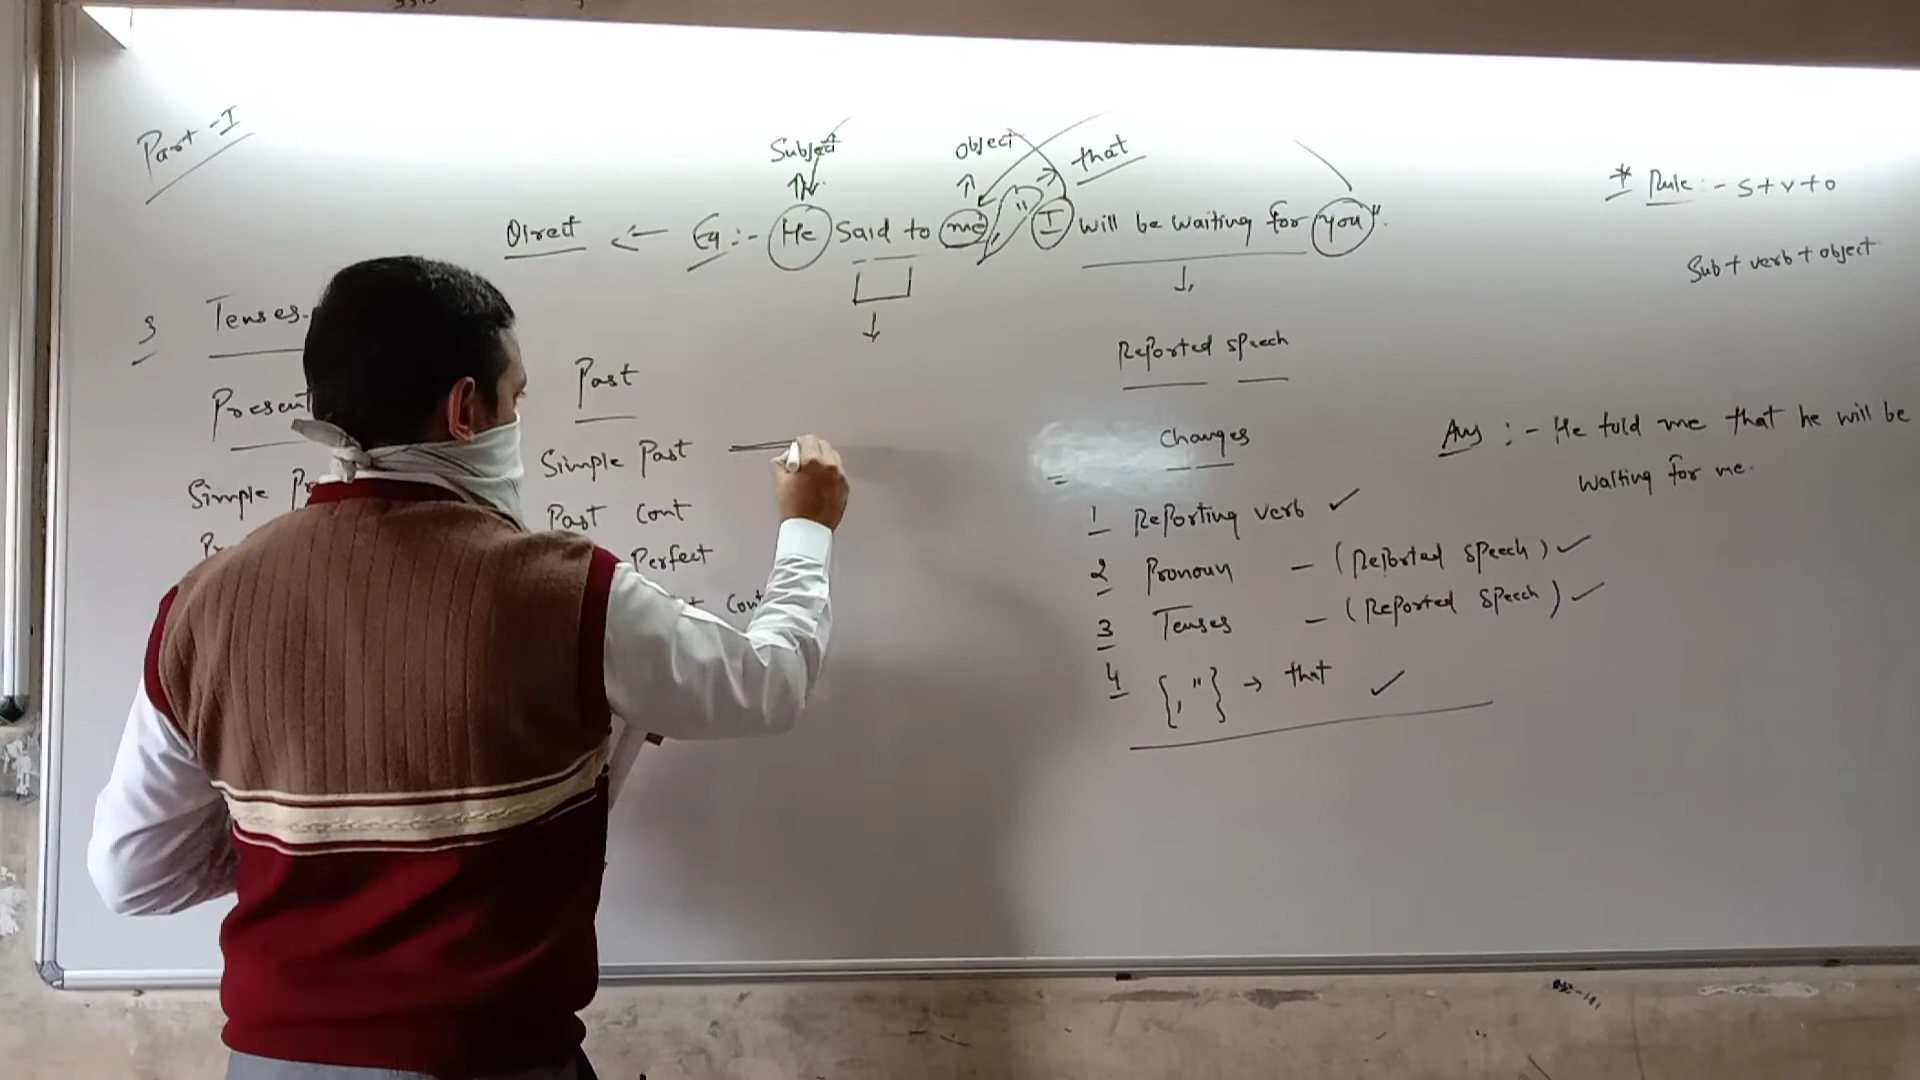 Part-I
Subject
Object
that
Direct ← Eg :- He said to me, " I will be waiting for you".
* Rule :- S+V+O
Sub + verb + object
3 Tenses.
Present
Simple
Past
Simple Past
Past Cont
Perfect
Cont
Reported speech
Changes
1 Reporting verb ✓
2 Pronoun - (Reported speech) ✓
3 Tenses - (Reported speech) ✓
4 {, "} → that ✓
Ans :- He told me that he will be
waiting for me.